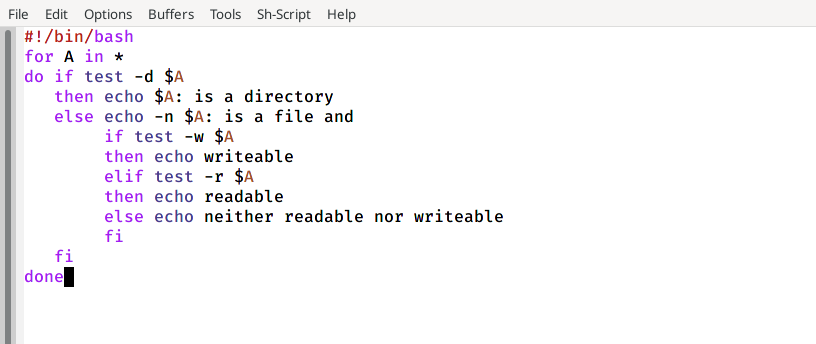 File Edit Options Buffers Tools Sh-Script Help
#!/bin/bash
for A in *
do if test -d $A
   then echo $A: is a directory
   else echo -n $A: is a file and
        if test -w $A
        then echo writeable
        elif test -r $A
        then echo readable
        else echo neither readable nor writeable
        fi
   fi
done